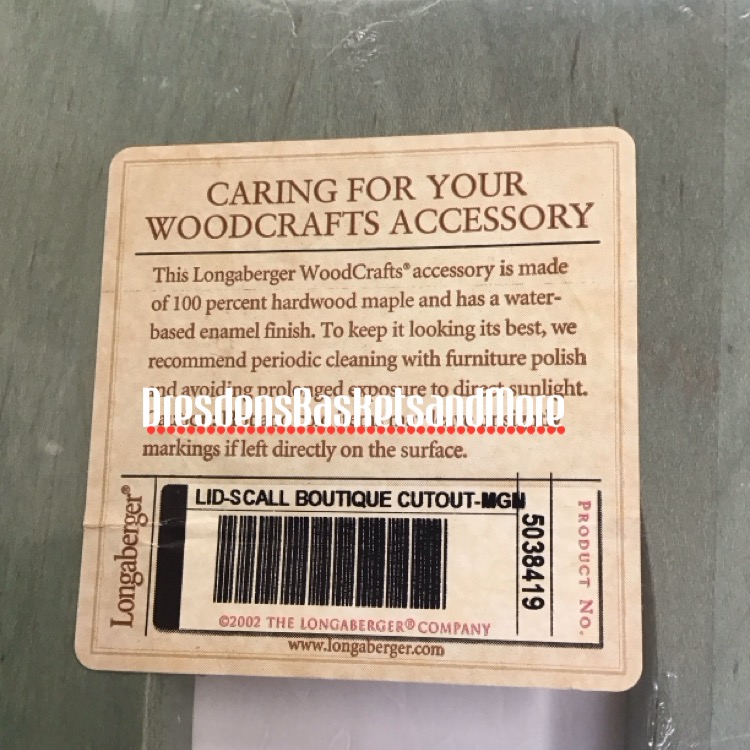 CARING FOR YOUR
WOODCRAFTS ACCESSORY
This Longaberger WoodCrafts® accessory is made
of 100 percent hardwood maple and has a water-
based enamel finish. To keep it looking its best, we
recommend periodic cleaning with furniture polish
and avoiding prolonged exposure to direct sunlight.
DresdensBasketsandMore
markings if left directly on the surface.
Longaberger®
LID-SCALL BOUTIQUE CUTOUT-MGN
5038419
PRODUCT NO.
©2002 THE LONGABERGER® COMPANY
www.longaberger.com